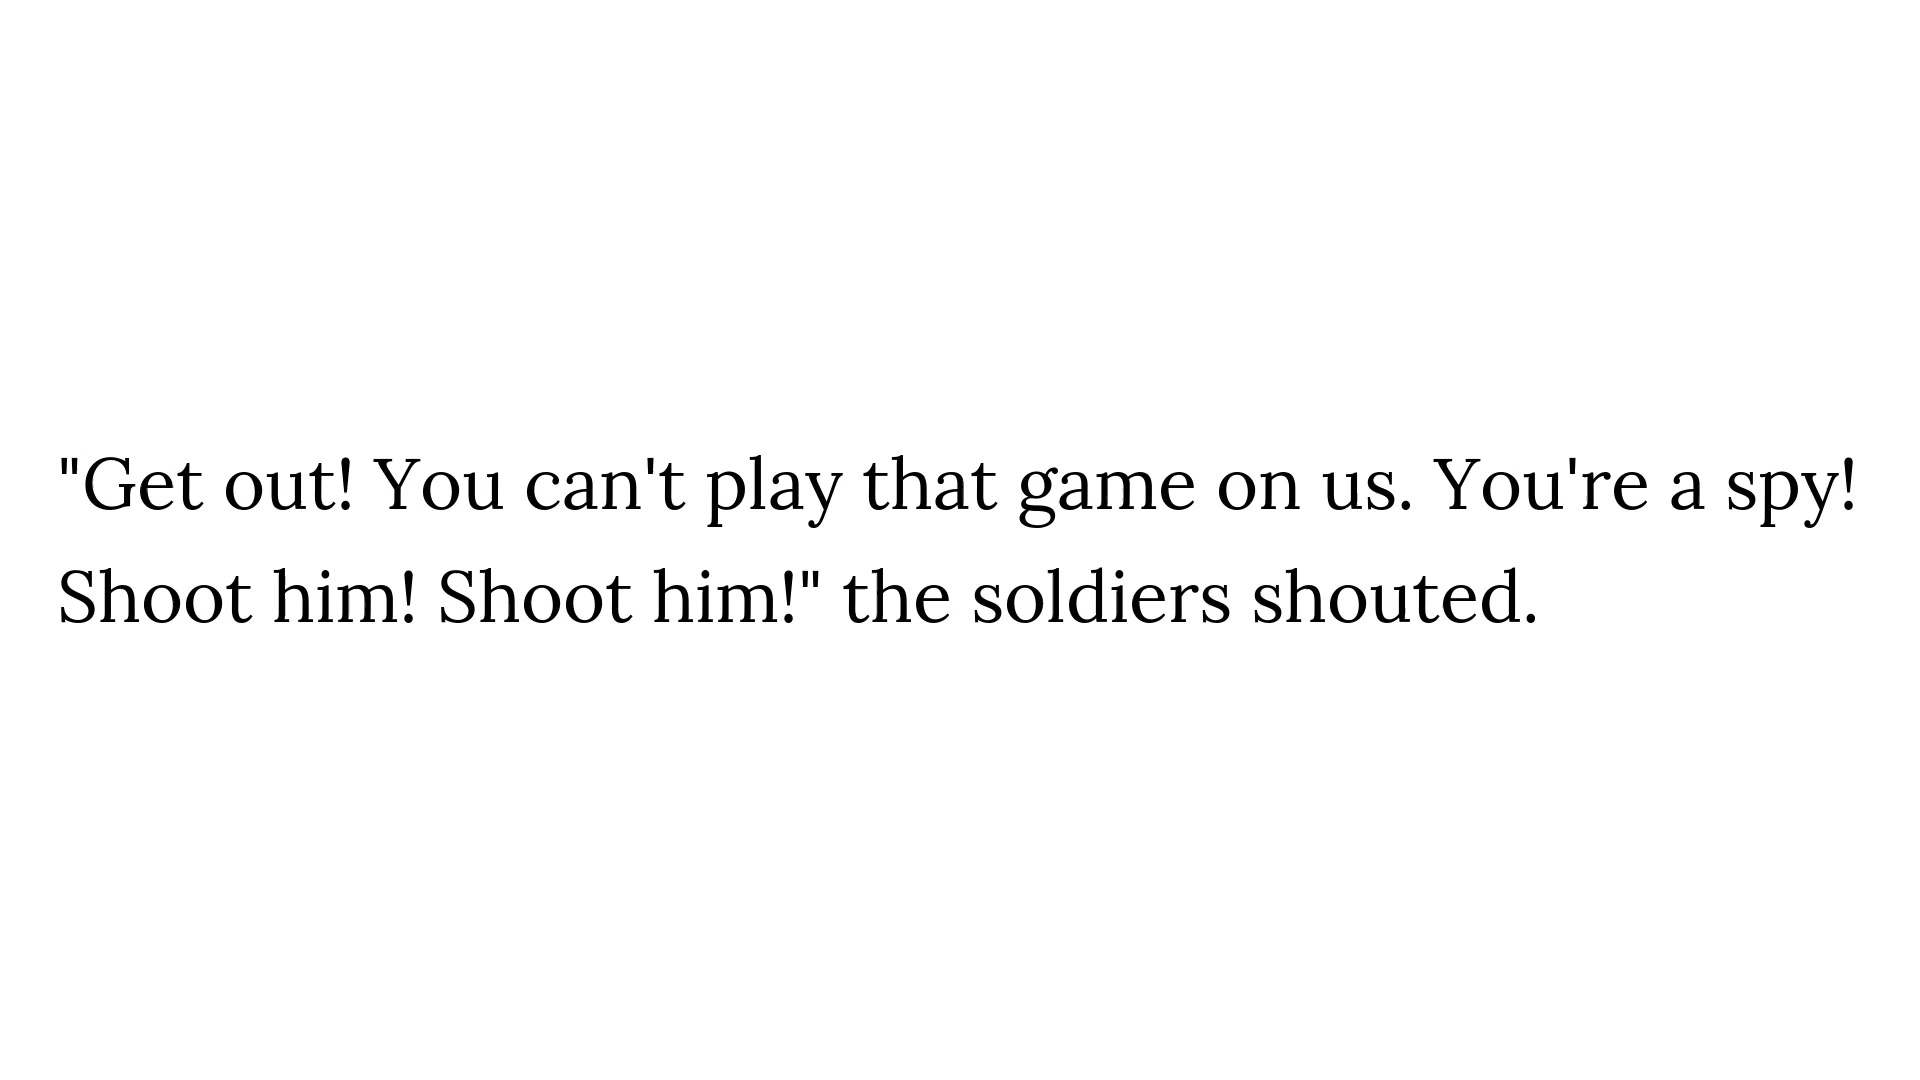 "Get out! You can't play that game on us. You're a spy!
Shoot him! Shoot him!" the soldiers shouted.